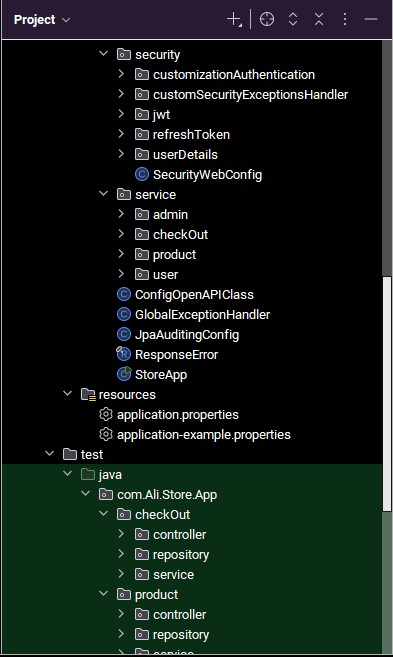 Project
security
customizationAuthentication
customSecurityExceptionsHandler
jwt
refreshToken
userDetails
SecurityWebConfig
service
admin
checkOut
product
user
ConfigOpenAPIClass
GlobalExceptionHandler
JpaAuditingConfig
ResponseError
StoreApp
resources
application.properties
application-example.properties
test
java
com.Ali.Store.App
checkOut
controller
repository
service
product
controller
repository
service